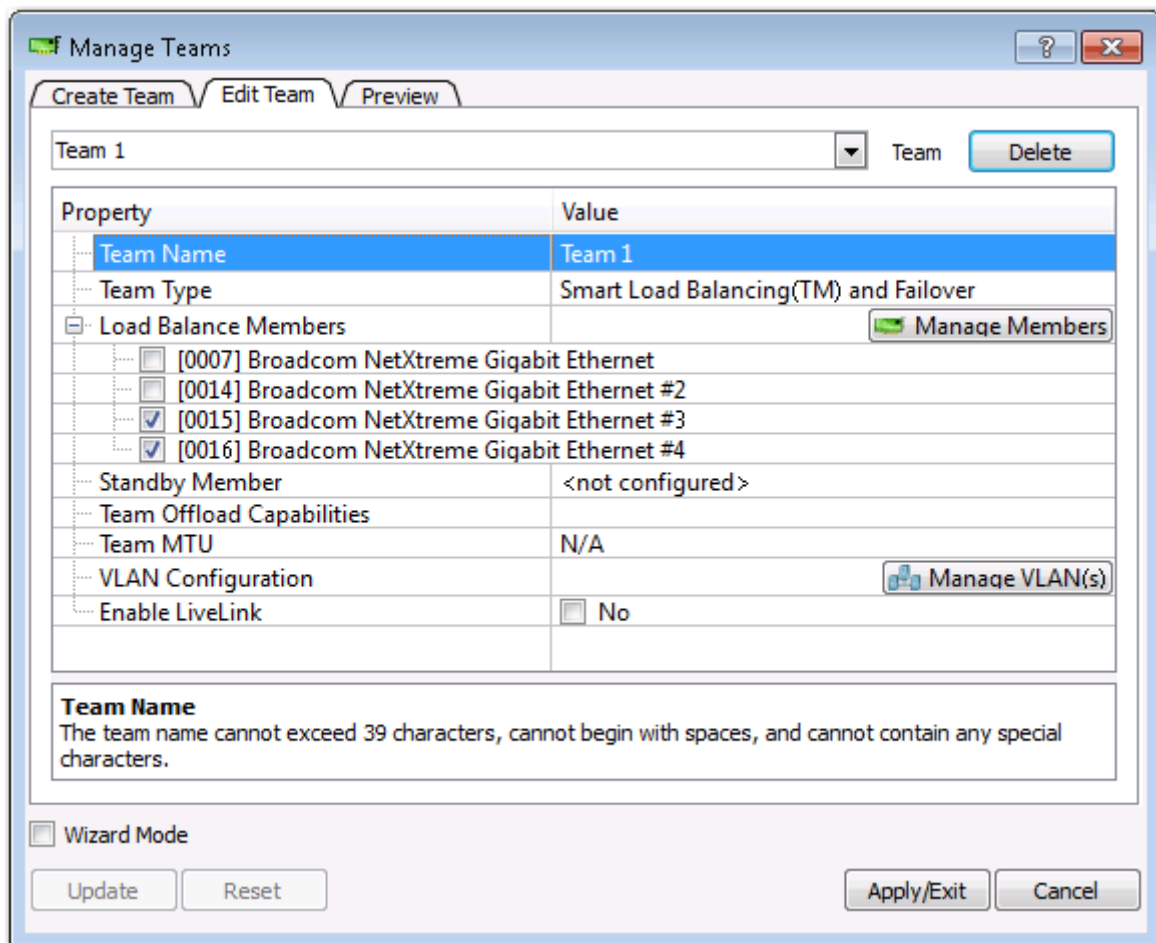 Manage Teams
Create Team Edit Team Preview
Team 1 Team Delete
Property Value
Team Name Team 1
Team Type Smart Load Balancing(TM) and Failover
Load Balance Members Manage Members
[0007] Broadcom NetXtreme Gigabit Ethernet
[0014] Broadcom NetXtreme Gigabit Ethernet #2
[0015] Broadcom NetXtreme Gigabit Ethernet #3
[0016] Broadcom NetXtreme Gigabit Ethernet #4
Standby Member <not configured>
Team Offload Capabilities
Team MTU N/A
VLAN Configuration Manage VLAN(s)
Enable LiveLink No
Team Name
The team name cannot exceed 39 characters, cannot begin with spaces, and cannot contain any special
characters.
Wizard Mode
Update Reset Apply/Exit Cancel